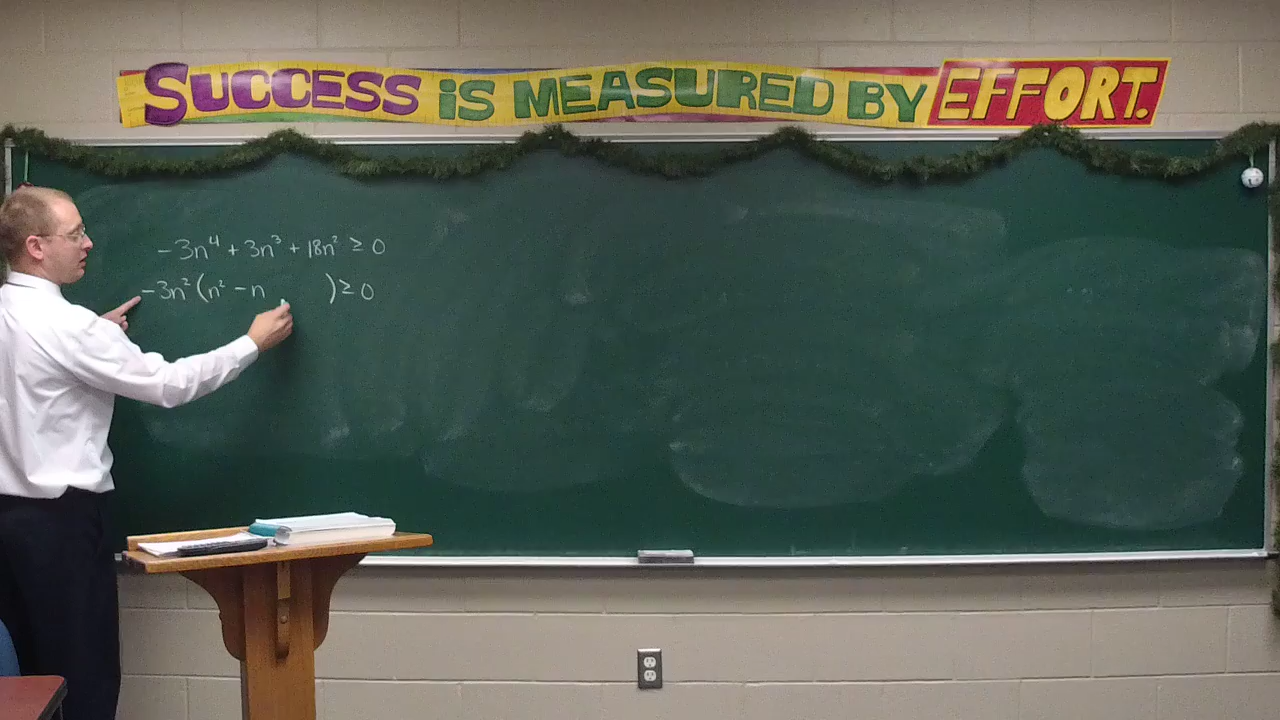 SUCCESS IS MEASURED BY EFFORT.
-3n⁴ + 3n³ + 18n² ≥ 0
-3n² (n² - n ) ≥ 0